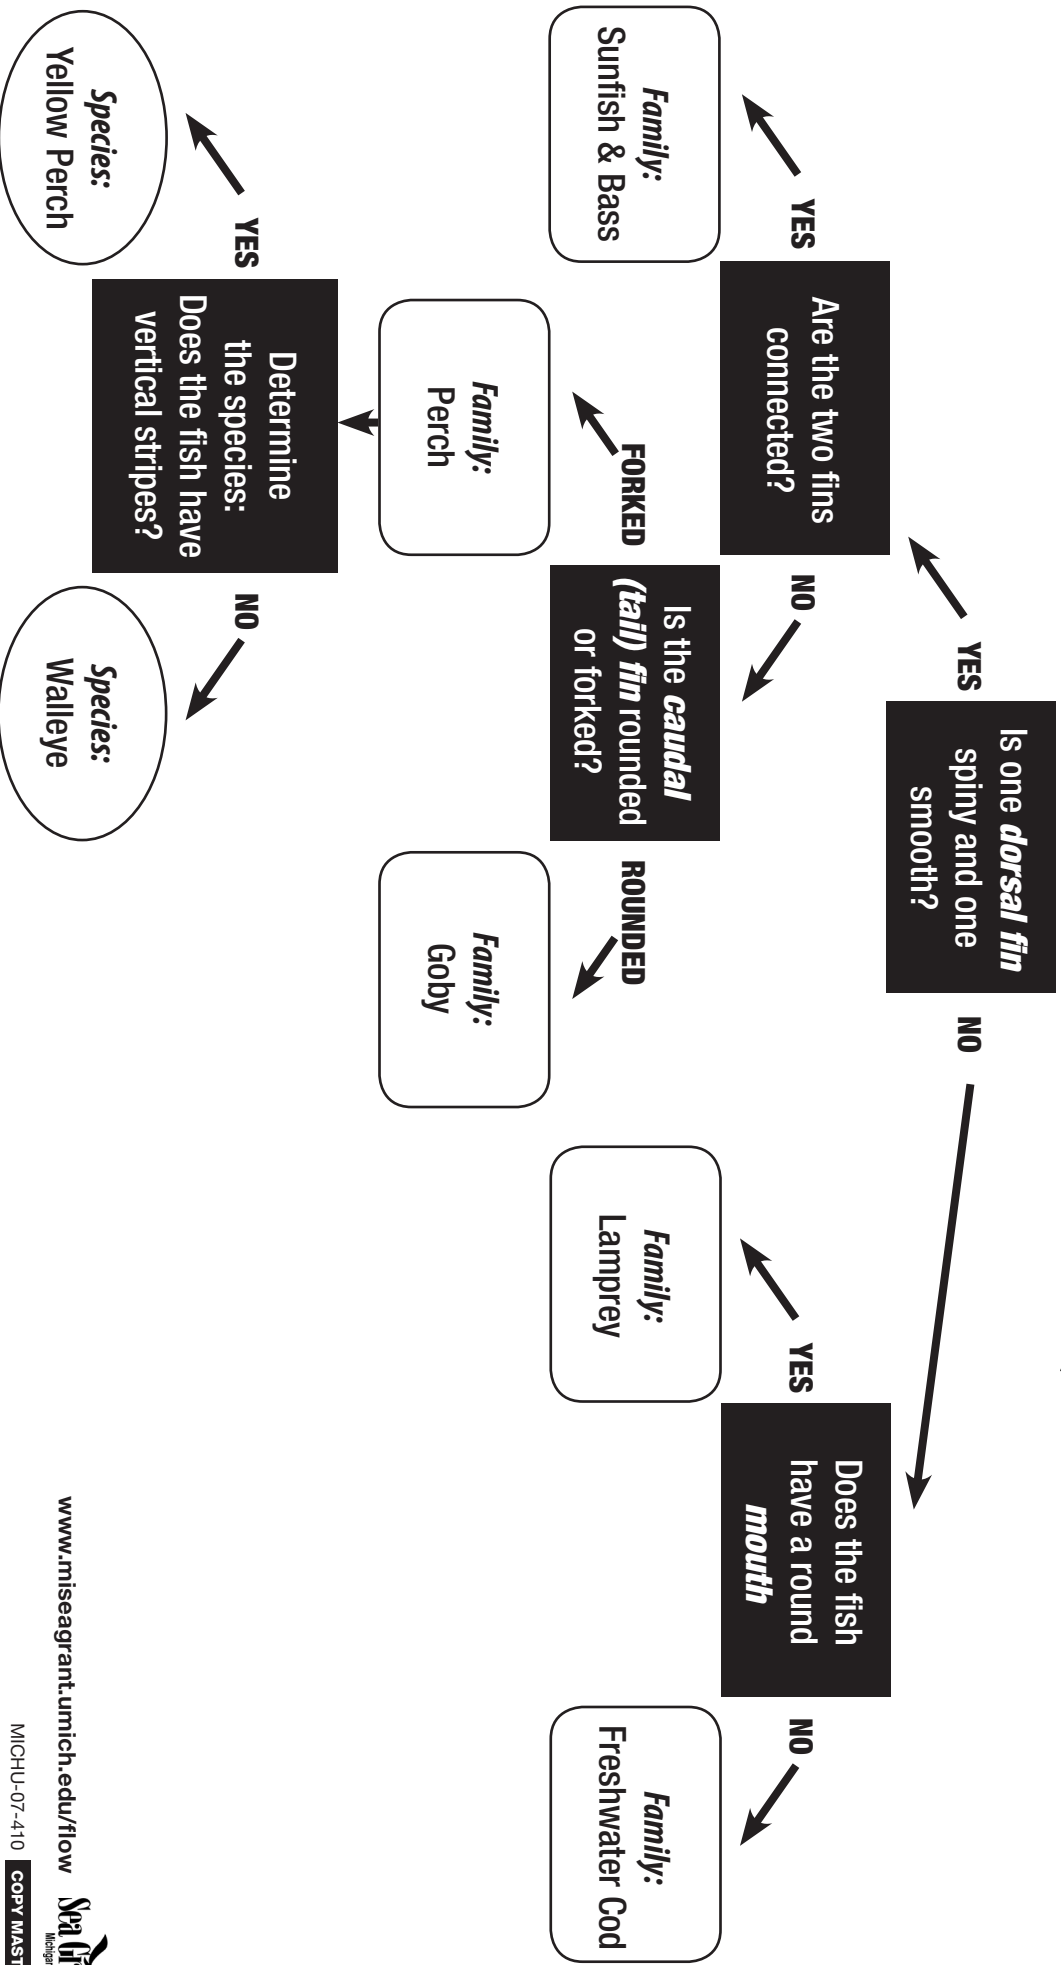 Is one dorsal fin
spiny and one
smooth?
YES
NO
Are the two fins
connected?
YES
NO
Does the fish
have a round
mouth
YES
NO
Family:
Sunfish & Bass
Is the caudal
(tail) fin rounded
or forked?
FORKED
ROUNDED
Family:
Lamprey
Family:
Freshwater Cod
Family:
Perch
Family:
Goby
Determine
the species:
Does the fish have
vertical stripes?
YES
NO
Species:
Yellow Perch
Species:
Walleye
www.miseagrant.umich.edu/flow
Sea
MICHU-07-410
COPY